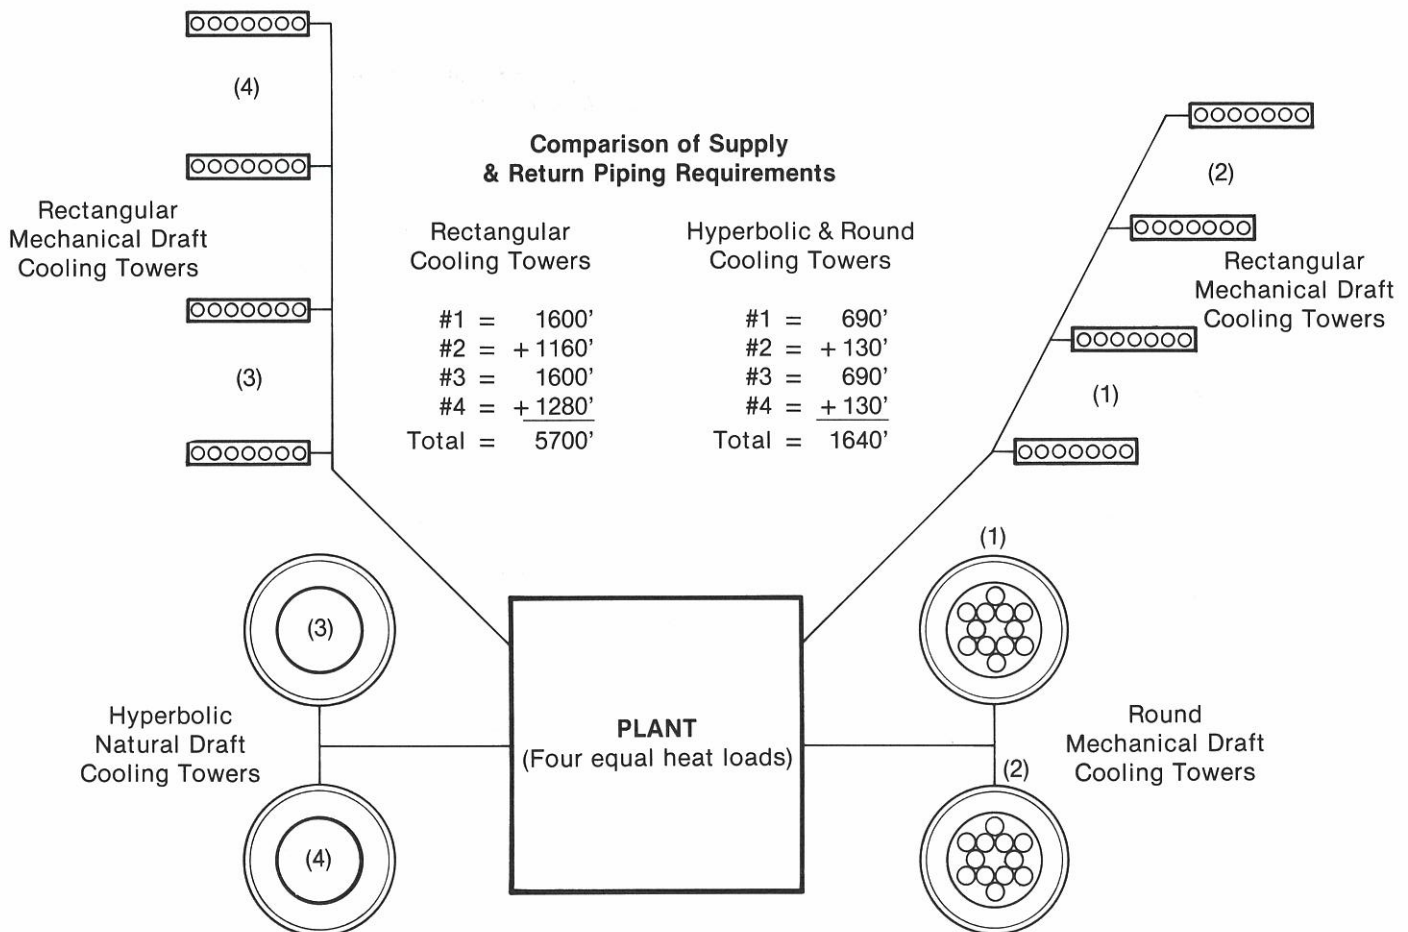 (4)
Rectangular
Mechanical Draft
Cooling Towers
(3)
Comparison of Supply
& Return Piping Requirements
Rectangular
Cooling Towers
#1 = 1600'
#2 = +1160'
#3 = 1600'
#4 = +1280'
Total = 5700'
Hyperbolic & Round
Cooling Towers
#1 = 690'
#2 = +130'
#3 = 690'
#4 = +130'
Total = 1640'
(2)
Rectangular
Mechanical Draft
Cooling Towers
(1)
(3)
Hyperbolic
Natural Draft
Cooling Towers
(4)
PLANT
(Four equal heat loads)
(1)
Round
Mechanical Draft
Cooling Towers
(2)